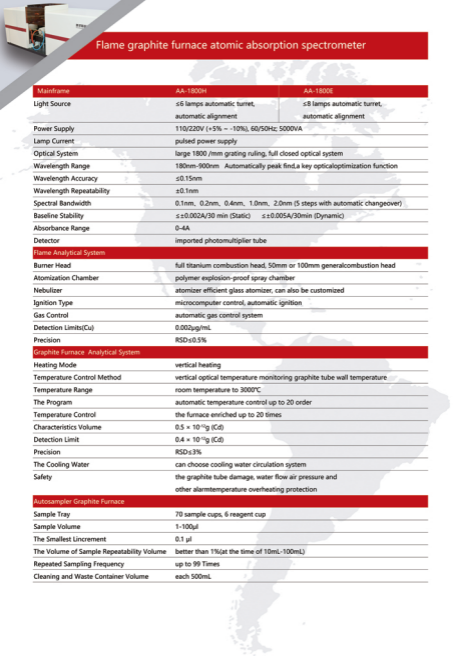 Flame graphite furnace atomic absorption spectrometer
Mainframe AA-1800H AA-1800E
Light Source ≤6 lamps automatic turret, ≤8 lamps automatic turret,
automatic alignment automatic alignment
Power Supply 110/220V (+5% ~ -10%), 60/50Hz; 5000VA
Lamp Current pulsed power supply
Optical System large 1800 /mm grating ruling, full closed optical system
Wavelength Range 180nm-900nm Automatically peak find,a key opticaloptimization function
Wavelength Accuracy ≤0.15nm
Wavelength Repeatability ≤0.1nm
Spectral Bandwidth 0.1nm, 0.2nm, 0.4nm, 1.0nm, 2.0nm (5 steps with automatic changeover)
Baseline Stability ≤±0.002A/30 min (Static) ≤±0.005A/30min (Dynamic)
Absorbance Range 0-4A
Detector imported photomultiplier tube
Flame Analytical System
Burner Head full titanium combustion head, 50mm or 100mm generalcombustion head
Atomization Chamber polymer explosion-proof spray chamber
Nebulizer atomizer efficient glass atomizer, can also be customized
Ignition Type microcomputer control, automatic ignition
Gas Control automatic gas control system
Detection Limits(Cu) 0.002μg/mL
Precision RSD≤0.5%
Graphite Furnace Analytical System
Heating Mode vertical heating
Temperature Control Method vertical optical temperature monitoring graphite tube wall temperature
Temperature Range room temperature to 3000℃
The Program automatic temperature control up to 20 order
Temperature Control the furnace enriched up to 20 times
Characteristics Volume 0.5 × 10⁻¹²g (Cd)
Detection Limit 0.4 × 10⁻¹²g (Cd)
Precision RSD≤3%
The Cooling Water can choose cooling water circulation system
Safety the graphite tube damage, water flow air pressure and
other alarmtemperature overheating protection
Autosampler Graphite Furnace
Sample Tray 70 sample cups, 6 reagent cup
Sample Volume 1-100μl
The Smallest Lincrement 0.1 μl
The Volume of Sample Repeatability Volume better than 1%(at the time of 10mL-100mL)
Repeated Sampling Frequency up to 99 Times
Cleaning and Waste Container Volume each 500mL